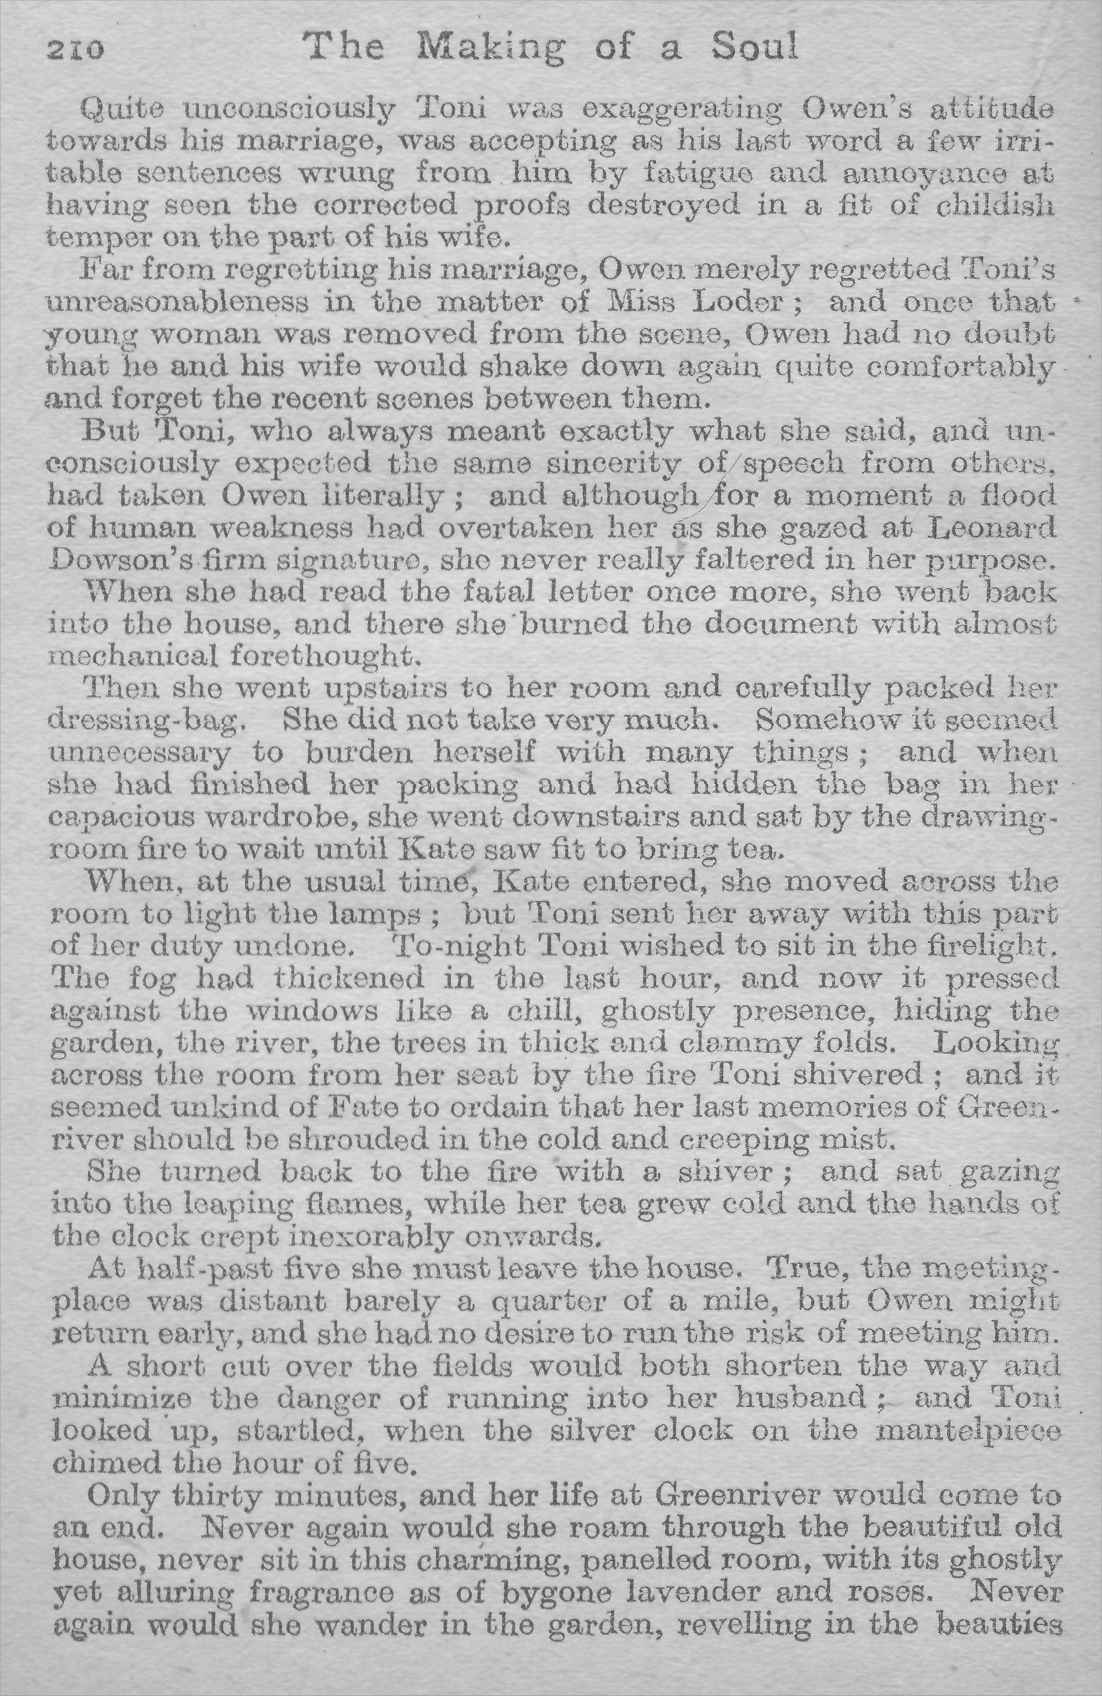 210 The Making of a Soul
Quite unconsciously Toni was exaggerating Owen's attitude
towards his marriage, was accepting as his last word a few irri-
table sentences wrung from him by fatigue and annoyance at
having seen the corrected proofs destroyed in a fit of childish
temper on the part of his wife.
Far from regretting his marriage, Owen merely regretted Toni's
unreasonableness in the matter of Miss Loder ; and once that
young woman was removed from the scene, Owen had no doubt
that he and his wife would shake down again quite comfortably
and forget the recent scenes between them.
But Toni, who always meant exactly what she said, and un-
consciously expected the same sincerity of speech from others,
had taken Owen literally ; and although for a moment a flood
of human weakness had overtaken her as she gazed at Leonard
Dowson's firm signature, she never really faltered in her purpose.
When she had read the fatal letter once more, she went back
into the house, and there she burned the document with almost
mechanical forethought.
Then she went upstairs to her room and carefully packed her
dressing-bag. She did not take very much. Somehow it seemed
unnecessary to burden herself with many things ; and when
she had finished her packing and had hidden the bag in her
capacious wardrobe, she went downstairs and sat by the drawing-
room fire to wait until Kate saw fit to bring tea.
When, at the usual time, Kate entered, she moved across the
room to light the lamps ; but Toni sent her away with this part
of her duty undone. To-night Toni wished to sit in the firelight.
The fog had thickened in the last hour, and now it pressed
against the windows like a chill, ghostly presence, hiding the
garden, the river, the trees in thick and clammy folds. Looking
across the room from her seat by the fire Toni shivered ; and it
seemed unkind of Fate to ordain that her last memories of Green-
river should be shrouded in the cold and creeping mist.
She turned back to the fire with a shiver ; and sat gazing
into the leaping flames, while her tea grew cold and the hands of
the clock crept inexorably onwards.
At half-past five she must leave the house. True, the meeting-
place was distant barely a quarter of a mile, but Owen might
return early, and she had no desire to run the risk of meeting him.
A short cut over the fields would both shorten the way and
minimize the danger of running into her husband ; and Toni
looked up, startled, when the silver clock on the mantelpiece
chimed the hour of five.
Only thirty minutes, and her life at Greenriver would come to
an end. Never again would she roam through the beautiful old
house, never sit in this charming, panelled room, with its ghostly
yet alluring fragrance as of bygone lavender and roses. Never
again would she wander in the garden, revelling in the beauties